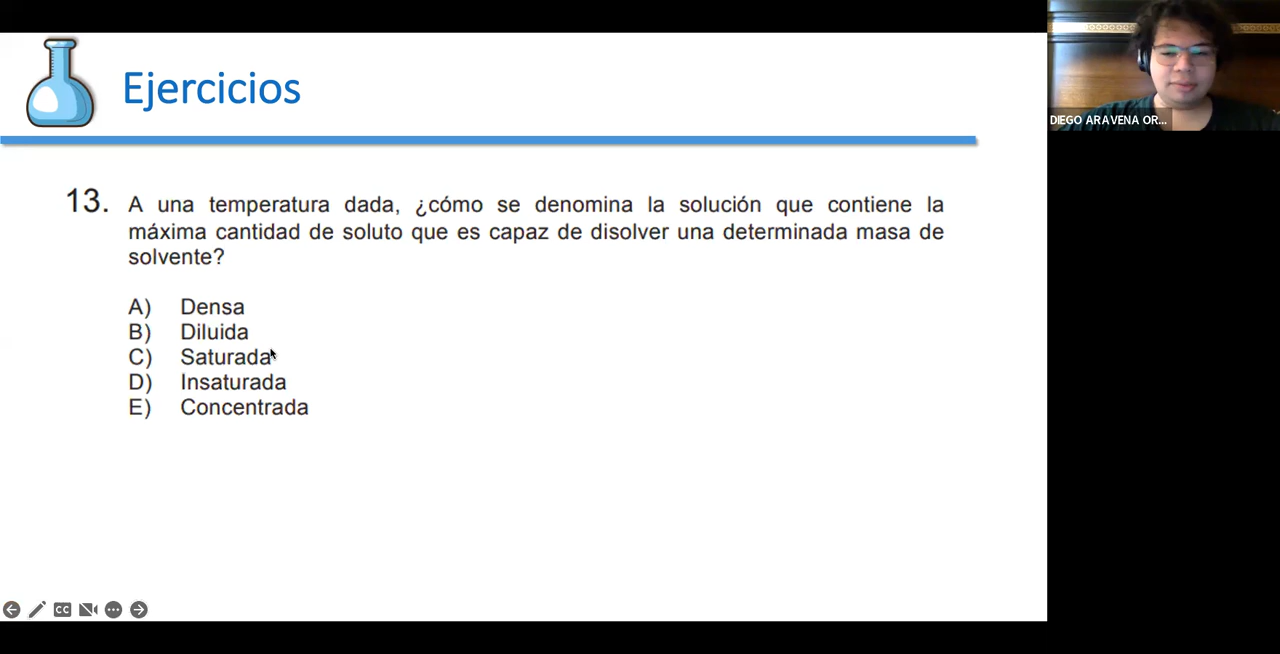 Ejercicios
DIEGO ARAVENA OR...
13. A una temperatura dada, ¿cómo se denomina la solución que contiene la
máxima cantidad de soluto que es capaz de disolver una determinada masa de
solvente?
A) Densa
B) Diluida
C) Saturada
D) Insaturada
E) Concentrada
CC